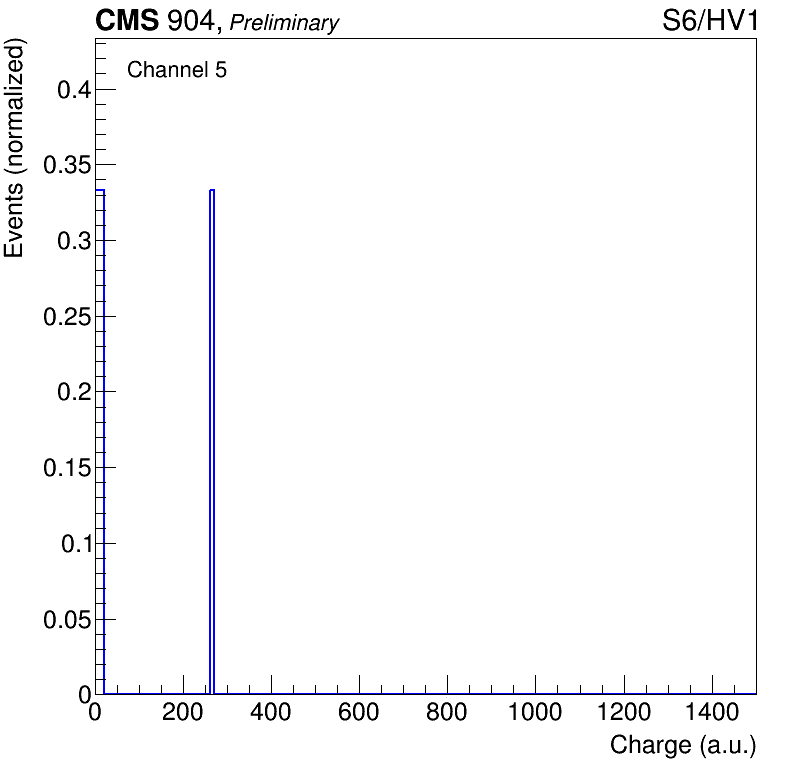 CMS 904, Preliminary
S6/HV1
Events (normalized)
Channel 5
0.4
0.35
0.3
0.25
0.2
0.15
0.1
0.05
0
0 200 400 600 800 1000 1200 1400
Charge (a.u.)